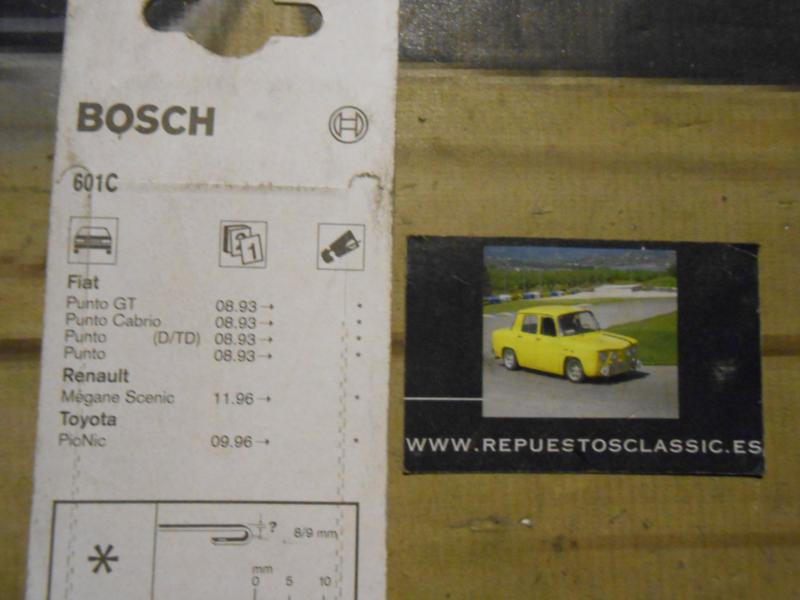 BOSCH
601C
1
Fiat
Punto GT 08.93→ •
Punto Cabrio 08.93→ •
Punto (D/TD) 08.93→ •
Punto 08.93→ •
Renault
Mégane Scenic 11.96→ •
Toyota
PicNic 09.96→ •
? 8/9 mm
*
mm
0 5 10
WWW.REPUESTOSCLASSIC.ES